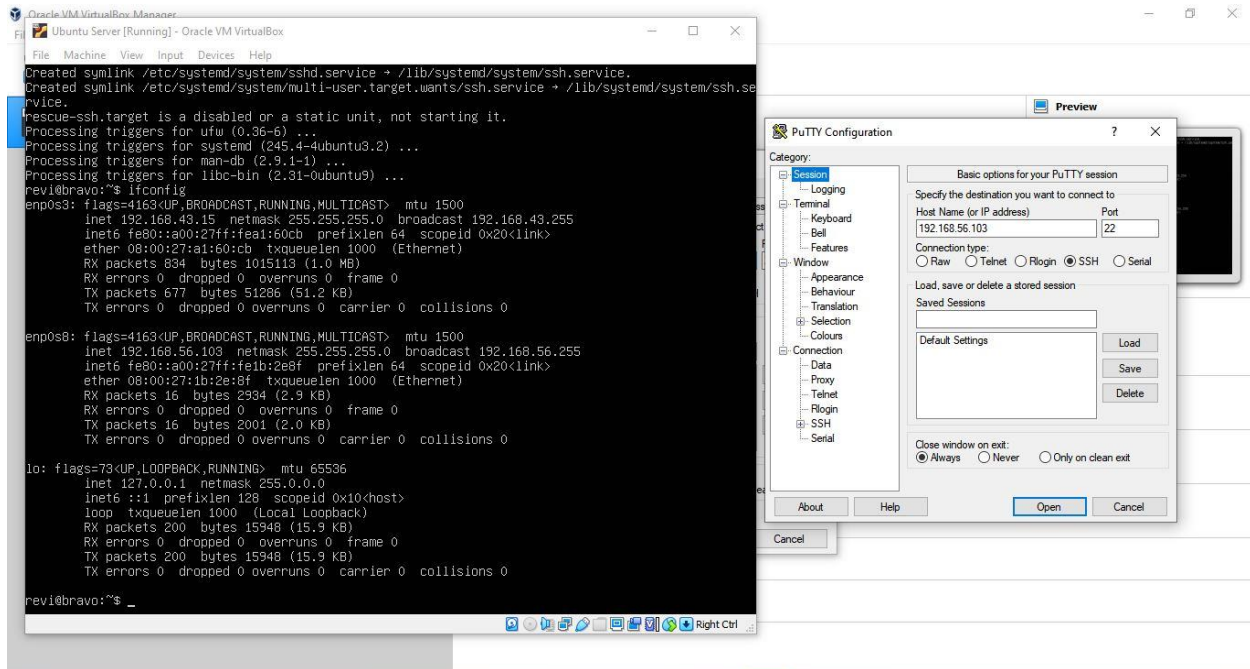 Oracle VM VirtualBox Manager
Ubuntu Server [Running] - Oracle VM VirtualBox
File Machine View Input Devices Help
Created symlink /etc/systemd/system/sshd.service → /lib/systemd/system/ssh.service.
Created symlink /etc/systemd/system/multi-user.target.wants/ssh.service → /lib/systemd/system/ssh.se
rvice.
rescue-ssh.target is a disabled or a static unit, not starting it.
Processing triggers for ufw (0.36-6) ...
Processing triggers for systemd (245.4-4ubuntu3.2) ...
Processing triggers for man-db (2.9.1-1) ...
Processing triggers for libc-bin (2.31-0ubuntu9) ...
revi@bravo:~$ ifconfig
enp0s3: flags=4163<UP,BROADCAST,RUNNING,MULTICAST> mtu 1500
inet 192.168.43.15 netmask 255.255.255.0 broadcast 192.168.43.255
inet6 fe80::a00:27ff:fea1:60cb prefixlen 64 scopeid 0x20<link>
ether 08:00:27:a1:60:cb txqueuelen 1000 (Ethernet)
RX packets 834 bytes 1015113 (1.0 MB)
RX errors 0 dropped 0 overruns 0 frame 0
TX packets 677 bytes 51286 (51.2 KB)
TX errors 0 dropped 0 overruns 0 carrier 0 collisions 0
enp0s8: flags=4163<UP,BROADCAST,RUNNING,MULTICAST> mtu 1500
inet 192.168.56.103 netmask 255.255.255.0 broadcast 192.168.56.255
inet6 fe80::a00:27ff:fe1b:2e8f prefixlen 64 scopeid 0x20<link>
ether 08:00:27:1b:2e:8f txqueuelen 1000 (Ethernet)
RX packets 16 bytes 2934 (2.9 KB)
RX errors 0 dropped 0 overruns 0 frame 0
TX packets 16 bytes 2001 (2.0 KB)
TX errors 0 dropped 0 overruns 0 carrier 0 collisions 0
lo: flags=73<UP,LOOPBACK,RUNNING> mtu 65536
inet 127.0.0.1 netmask 255.0.0.0
inet6 ::1 prefixlen 128 scopeid 0x10<host>
loop txqueuelen 1000 (Local Loopback)
RX packets 200 bytes 15948 (15.9 KB)
RX errors 0 dropped 0 overruns 0 frame 0
TX packets 200 bytes 15948 (15.9 KB)
TX errors 0 dropped 0 overruns 0 carrier 0 collisions 0
revi@bravo:~$ _
Right Ctrl
Preview
PuTTY Configuration
Category:
Session
Logging
Terminal
Keyboard
Bell
Features
Window
Appearance
Behaviour
Translation
Selection
Colours
Connection
Data
Proxy
Telnet
Rlogin
SSH
Serial
Basic options for your PuTTY session
Specify the destination you want to connect to
Host Name (or IP address) Port
192.168.56.103 22
Connection type:
Raw Telnet Rlogin SSH Serial
Load, save or delete a stored session
Saved Sessions
Default Settings
Load
Save
Delete
Close window on exit:
Always Never Only on clean exit
About Help Open Cancel
Cancel